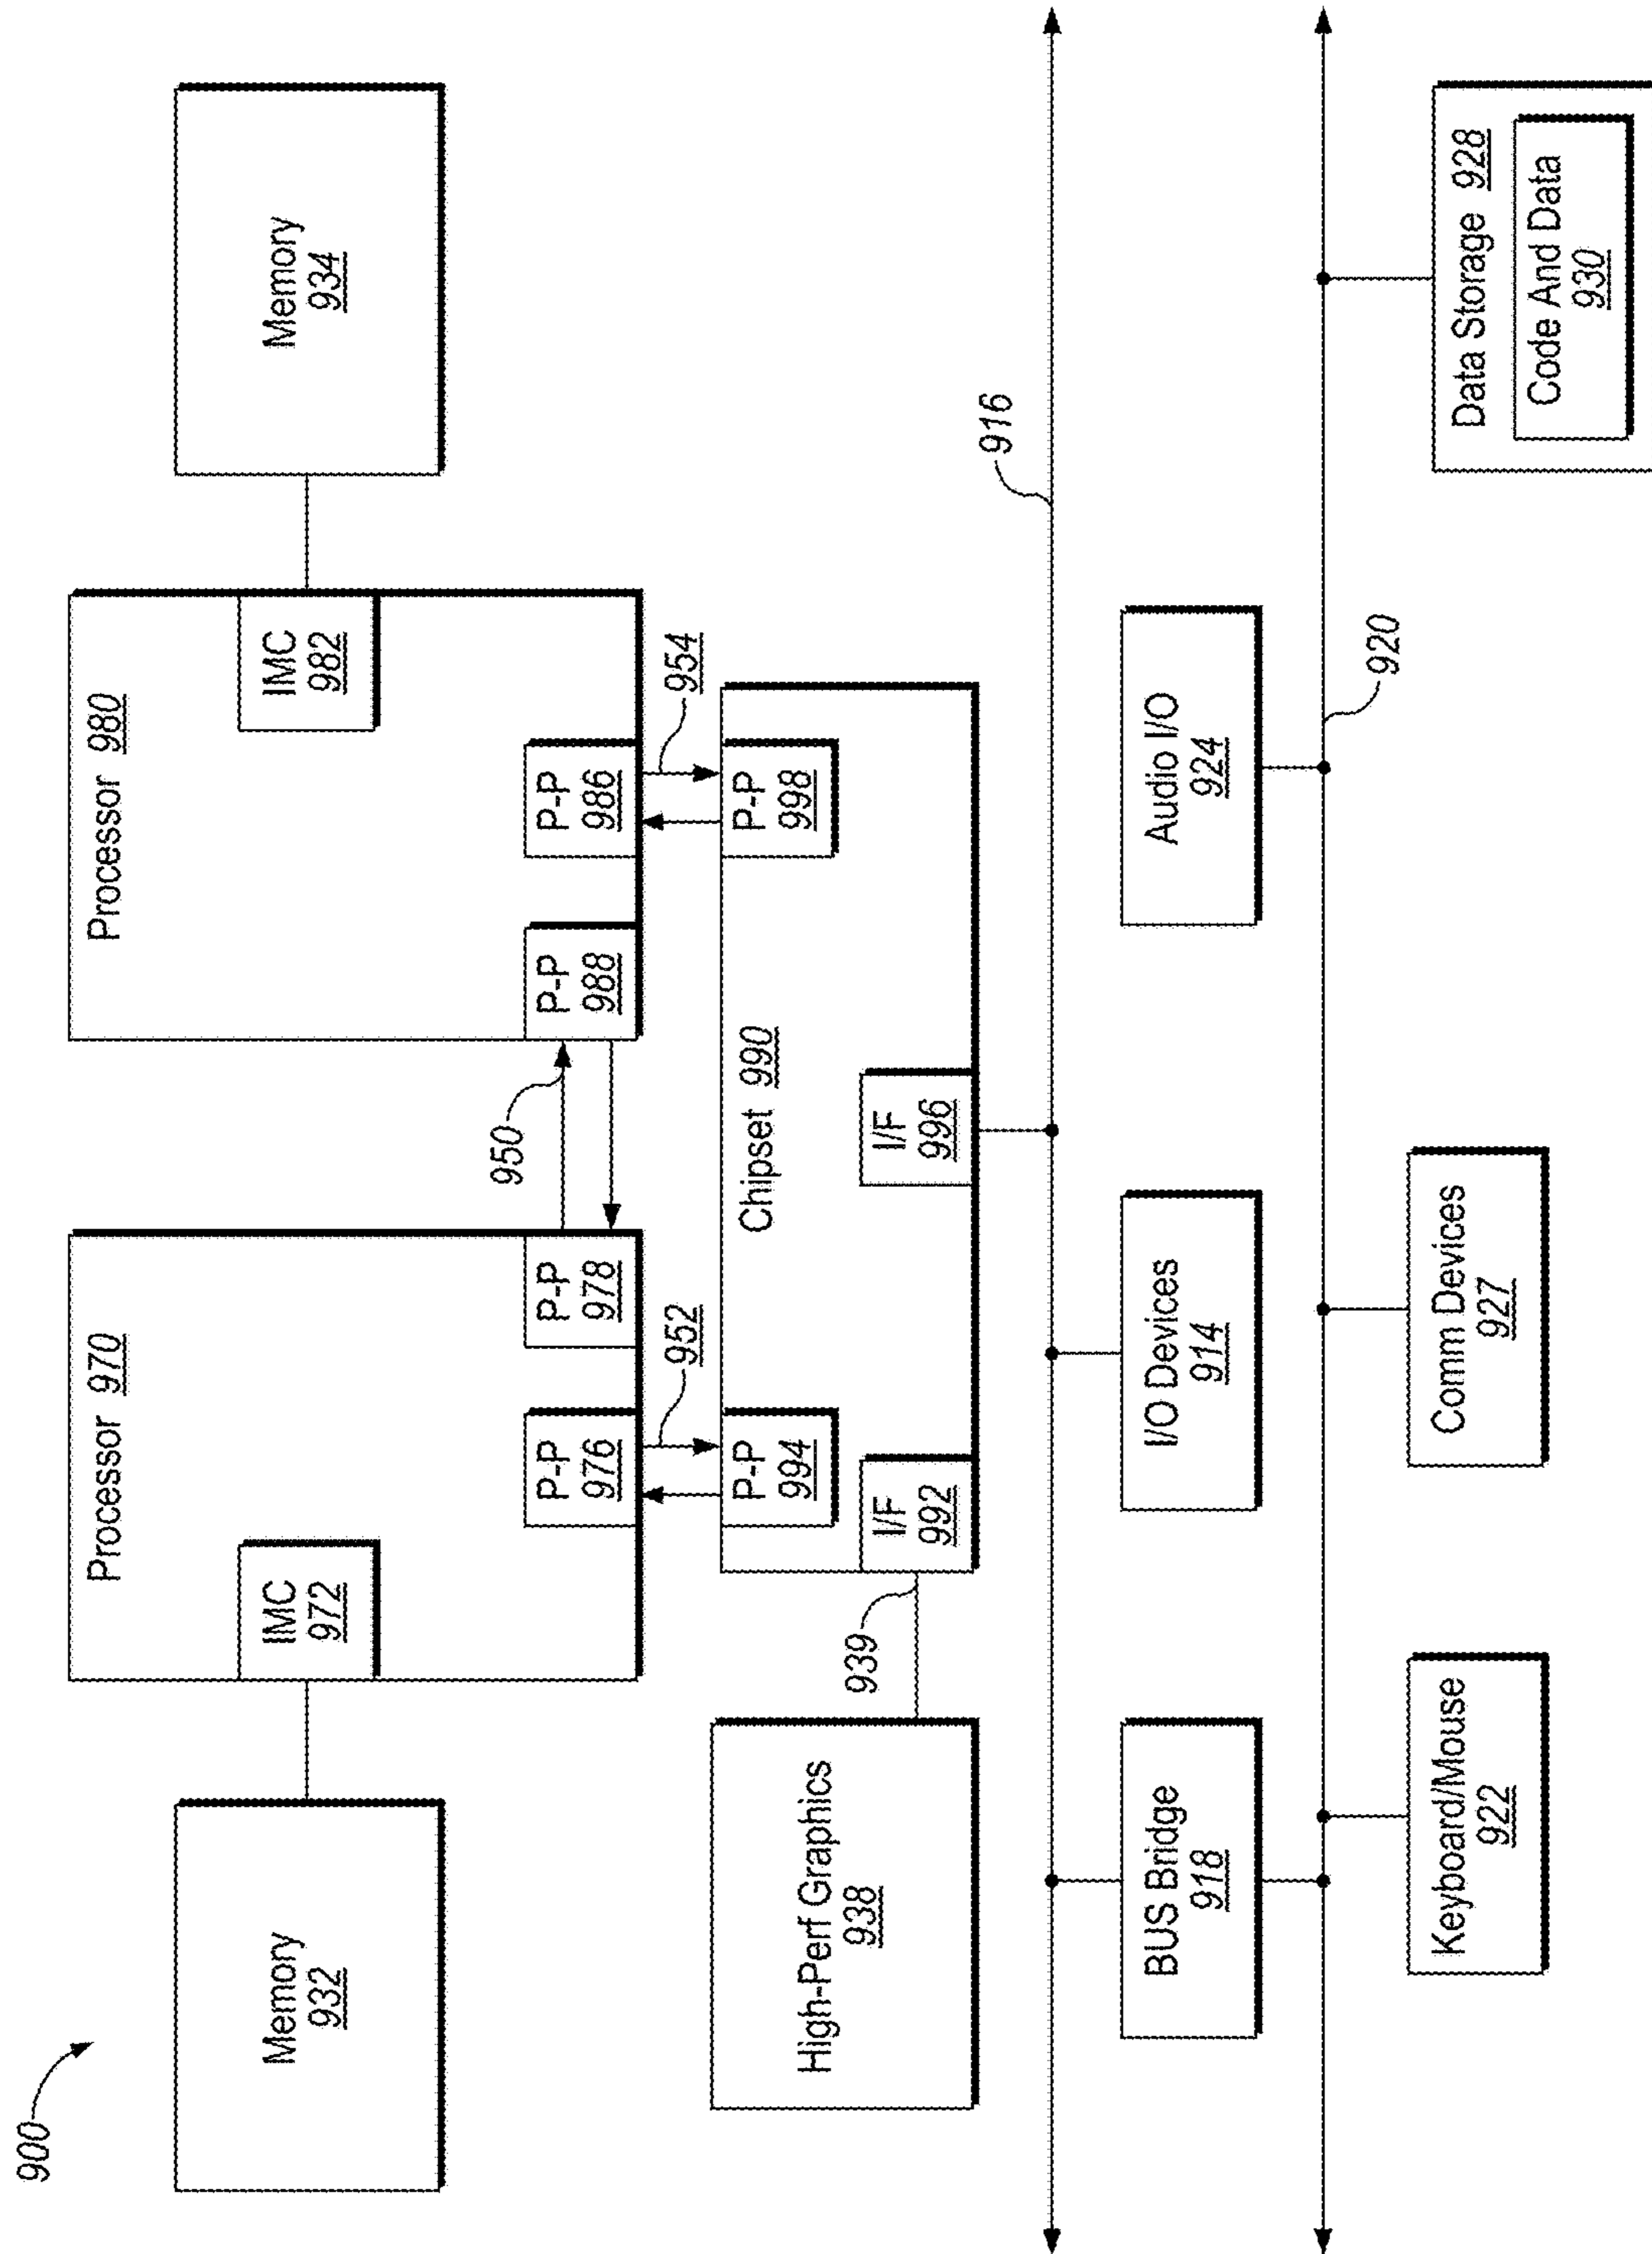 900
Memory
932
Processor 970
IMC
972
P-P
976
P-P
978
950
Processor 980
IMC
982
P-P
988
P-P
986
Memory
934
952
954
High-Perf Graphics
938
939
Chipset 990
P-P
994
P-P
998
I/F
992
I/F
996
916
BUS Bridge
918
I/O Devices
914
Audio I/O
924
920
Keyboard/Mouse
922
Comm Devices
927
Data Storage 928
Code And Data
930